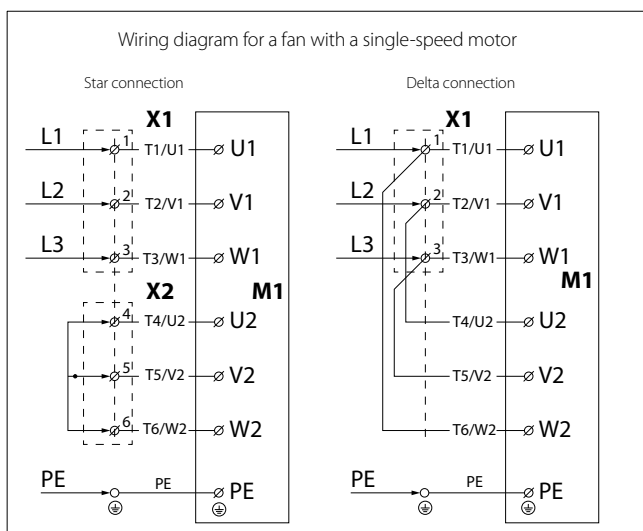 Wiring diagram for a fan with a single-speed motor
Star connection
X1
L1 1 T1/U1 U1
L2 2 T2/V1 V1
L3 3 T3/W1 W1
X2 M1
4 T4/U2 U2
5 T5/V2 V2
6 T6/W2 W2
PE PE PE
Delta connection
X1
L1 1 T1/U1 U1
L2 2 T2/V1 V1
L3 3 T3/W1 W1
M1
T4/U2 U2
T5/V2 V2
T6/W2 W2
PE PE PE